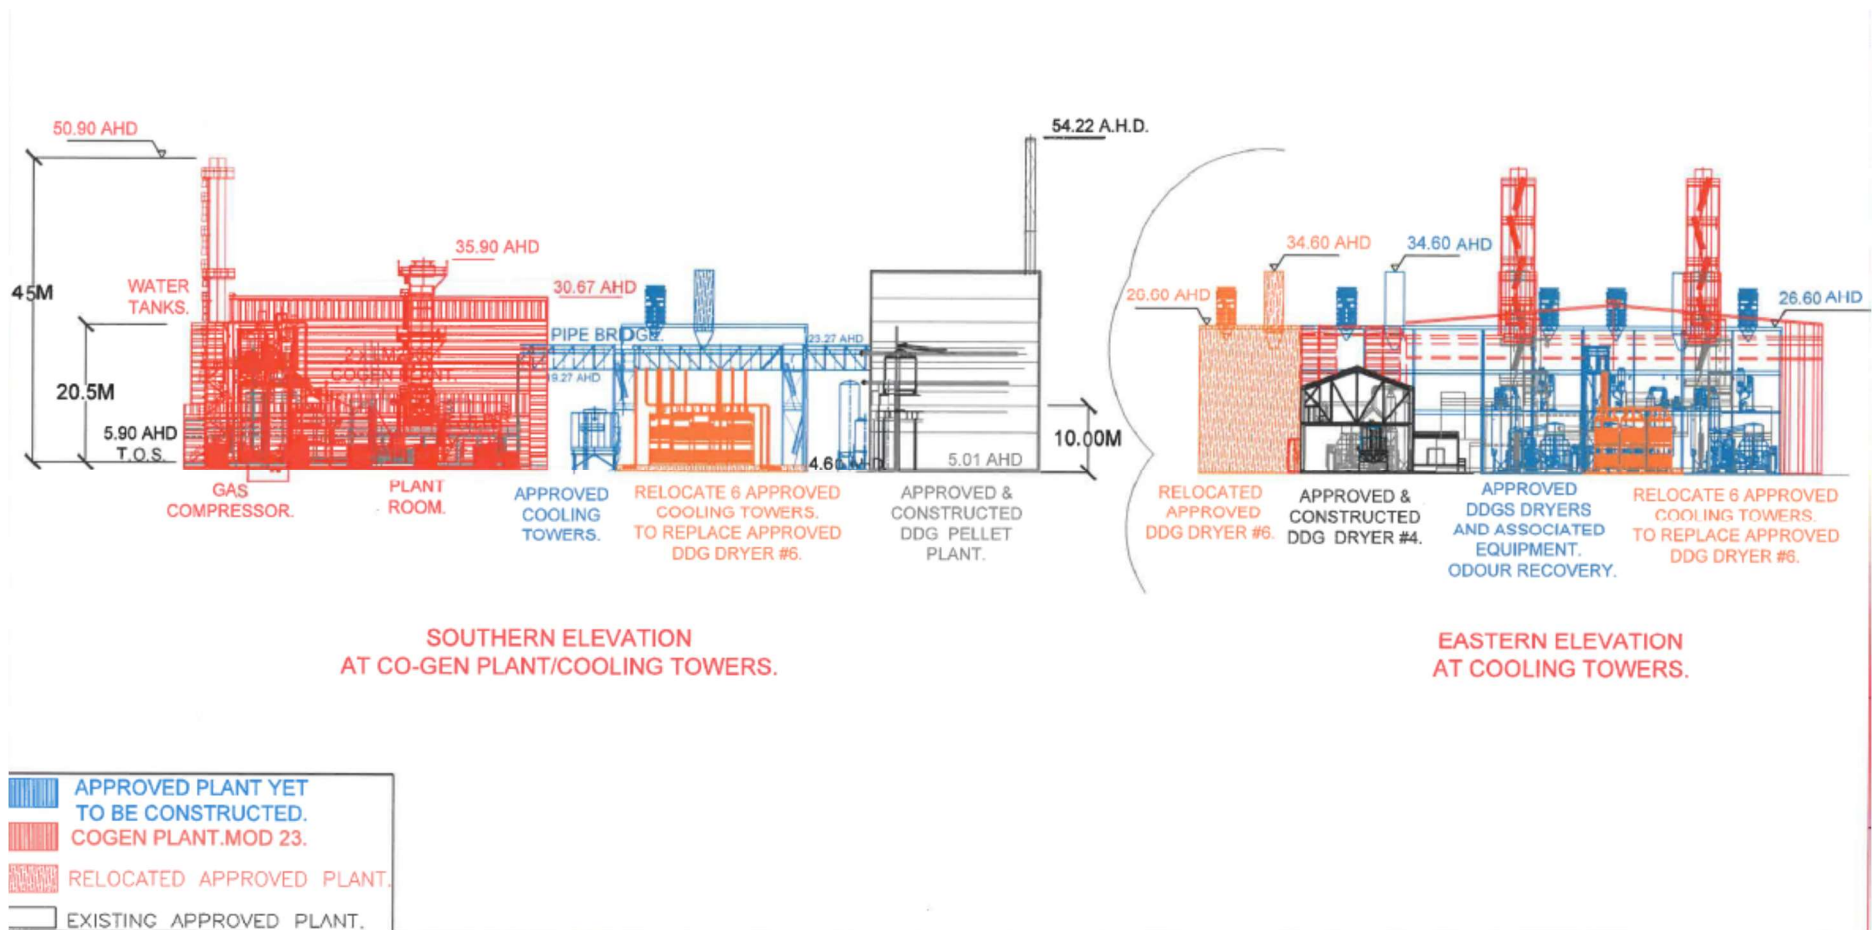 50.90 AHD
54.22 A.H.D.
35.90 AHD
34.60 AHD
34.60 AHD
WATER
TANKS.
45M
30.67 AHD
26.60 AHD
PIPE BRIDGE.
23.27 AHD
COGEN PLANT.
19.27 AHD
20.5M
5.90 AHD
T.O.S.
10.00M
5.01 AHD
GAS
COMPRESSOR.
PLANT
ROOM.
APPROVED
COOLING
TOWERS.
RELOCATE 6 APPROVED
COOLING TOWERS.
TO REPLACE APPROVED
DDG DRYER #6.
APPROVED &
CONSTRUCTED
DDG PELLET
PLANT.
RELOCATED
APPROVED
DDG DRYER #6.
APPROVED &
CONSTRUCTED
DDG DRYER #4.
APPROVED
DDGS DRYERS
AND ASSOCIATED
EQUIPMENT.
ODOUR RECOVERY.
RELOCATE 6 APPROVED
COOLING TOWERS.
TO REPLACE APPROVED
DDG DRYER #6.
SOUTHERN ELEVATION
AT CO-GEN PLANT/COOLING TOWERS.
EASTERN ELEVATION
AT COOLING TOWERS.
APPROVED PLANT YET
TO BE CONSTRUCTED.
COGEN PLANT.MOD 23.
RELOCATED APPROVED PLANT.
EXISTING APPROVED PLANT.